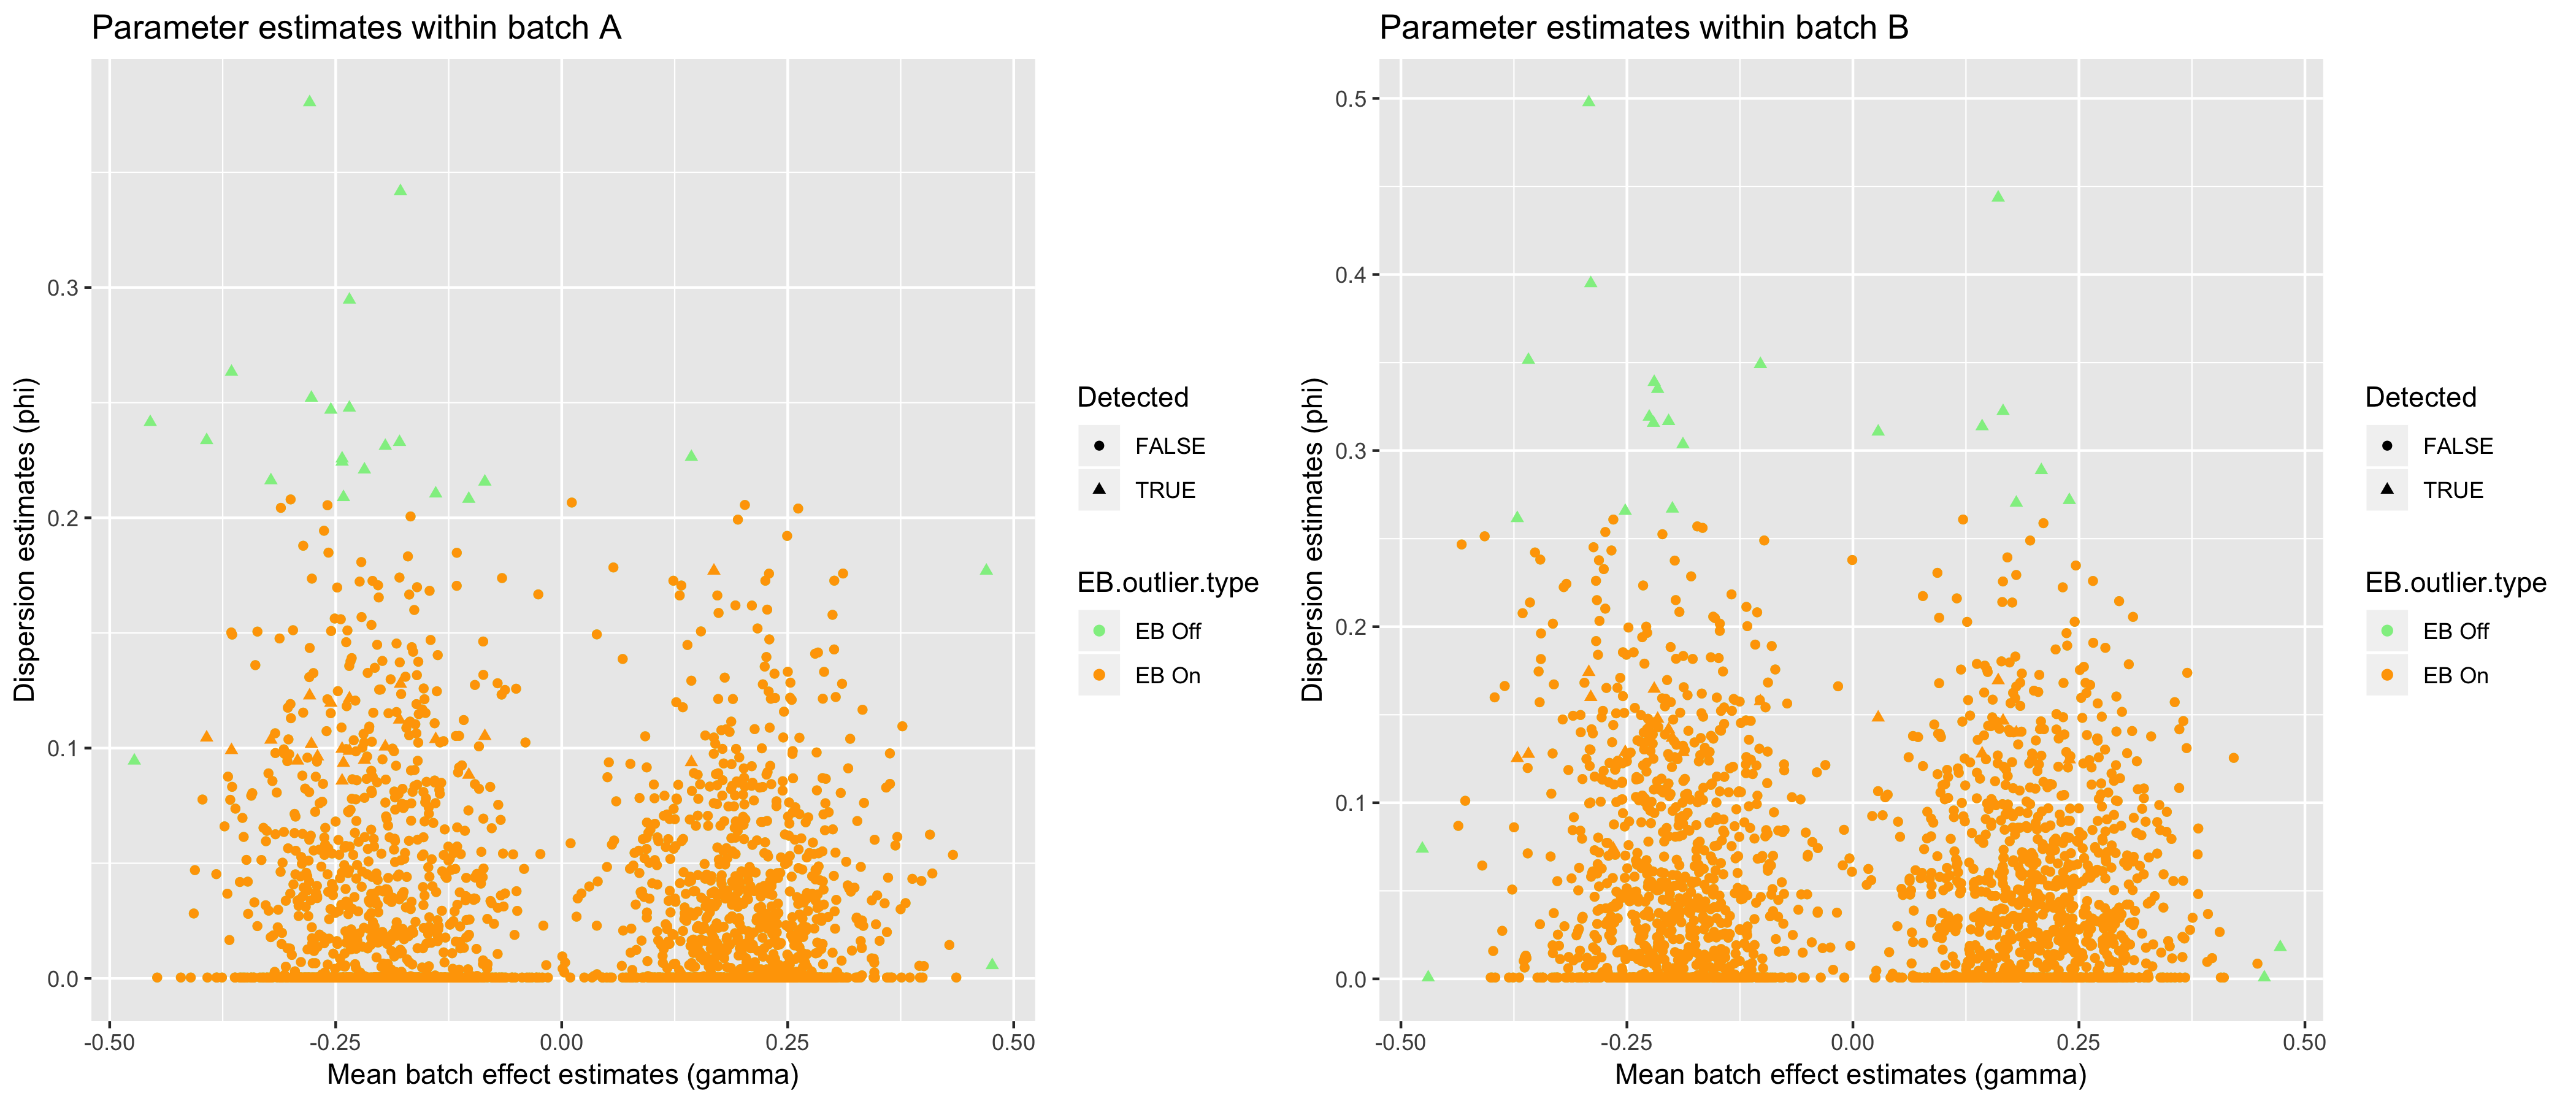 Parameter estimates within batch A
Dispersion estimates (phi)
0.3
0.2
0.1
0.0
-0.50
-0.25
0.00
0.25
0.50
Mean batch effect estimates (gamma)
Detected
FALSE
TRUE
EB.outlier.type
EB Off
EB On
Parameter estimates within batch B
Dispersion estimates (phi)
0.5
0.4
0.3
0.2
0.1
0.0
-0.50
-0.25
0.00
0.25
0.50
Mean batch effect estimates (gamma)
Detected
FALSE
TRUE
EB.outlier.type
EB Off
EB On